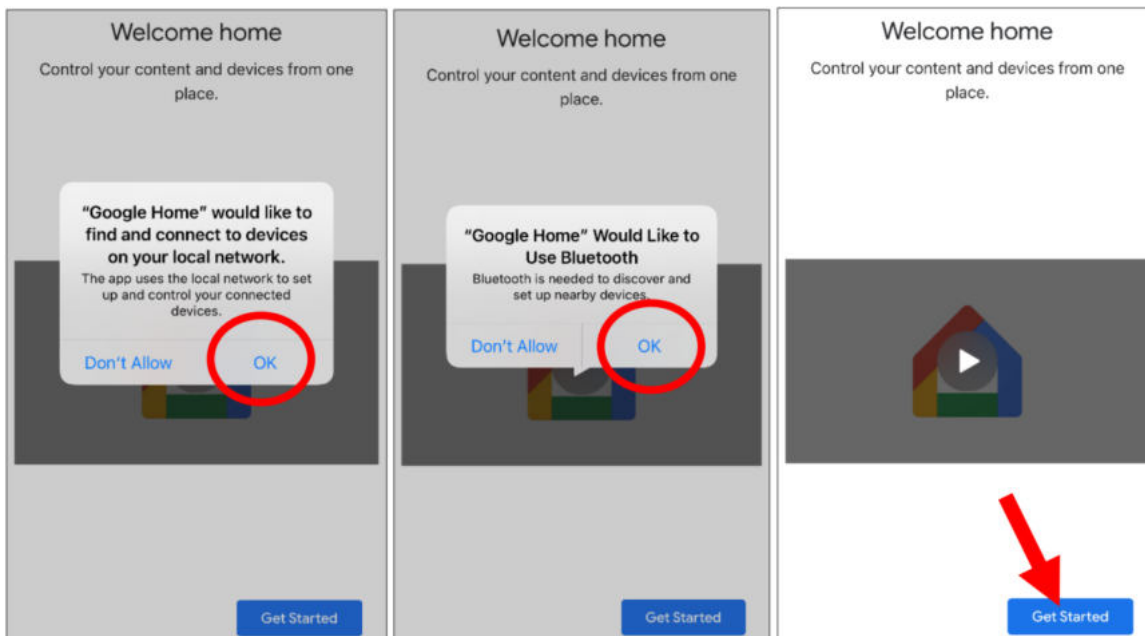 Welcome home
Control your content and devices from one
place.
“Google Home” would like to
find and connect to devices
on your local network.
The app uses the local network to set
up and control your connected
devices.
Don’t Allow
OK
Get Started
Welcome home
Control your content and devices from one
place.
“Google Home” Would Like to
Use Bluetooth
Bluetooth is needed to discover and
set up nearby devices.
Don’t Allow
OK
Get Started
Welcome home
Control your content and devices from one
place.
Get Started